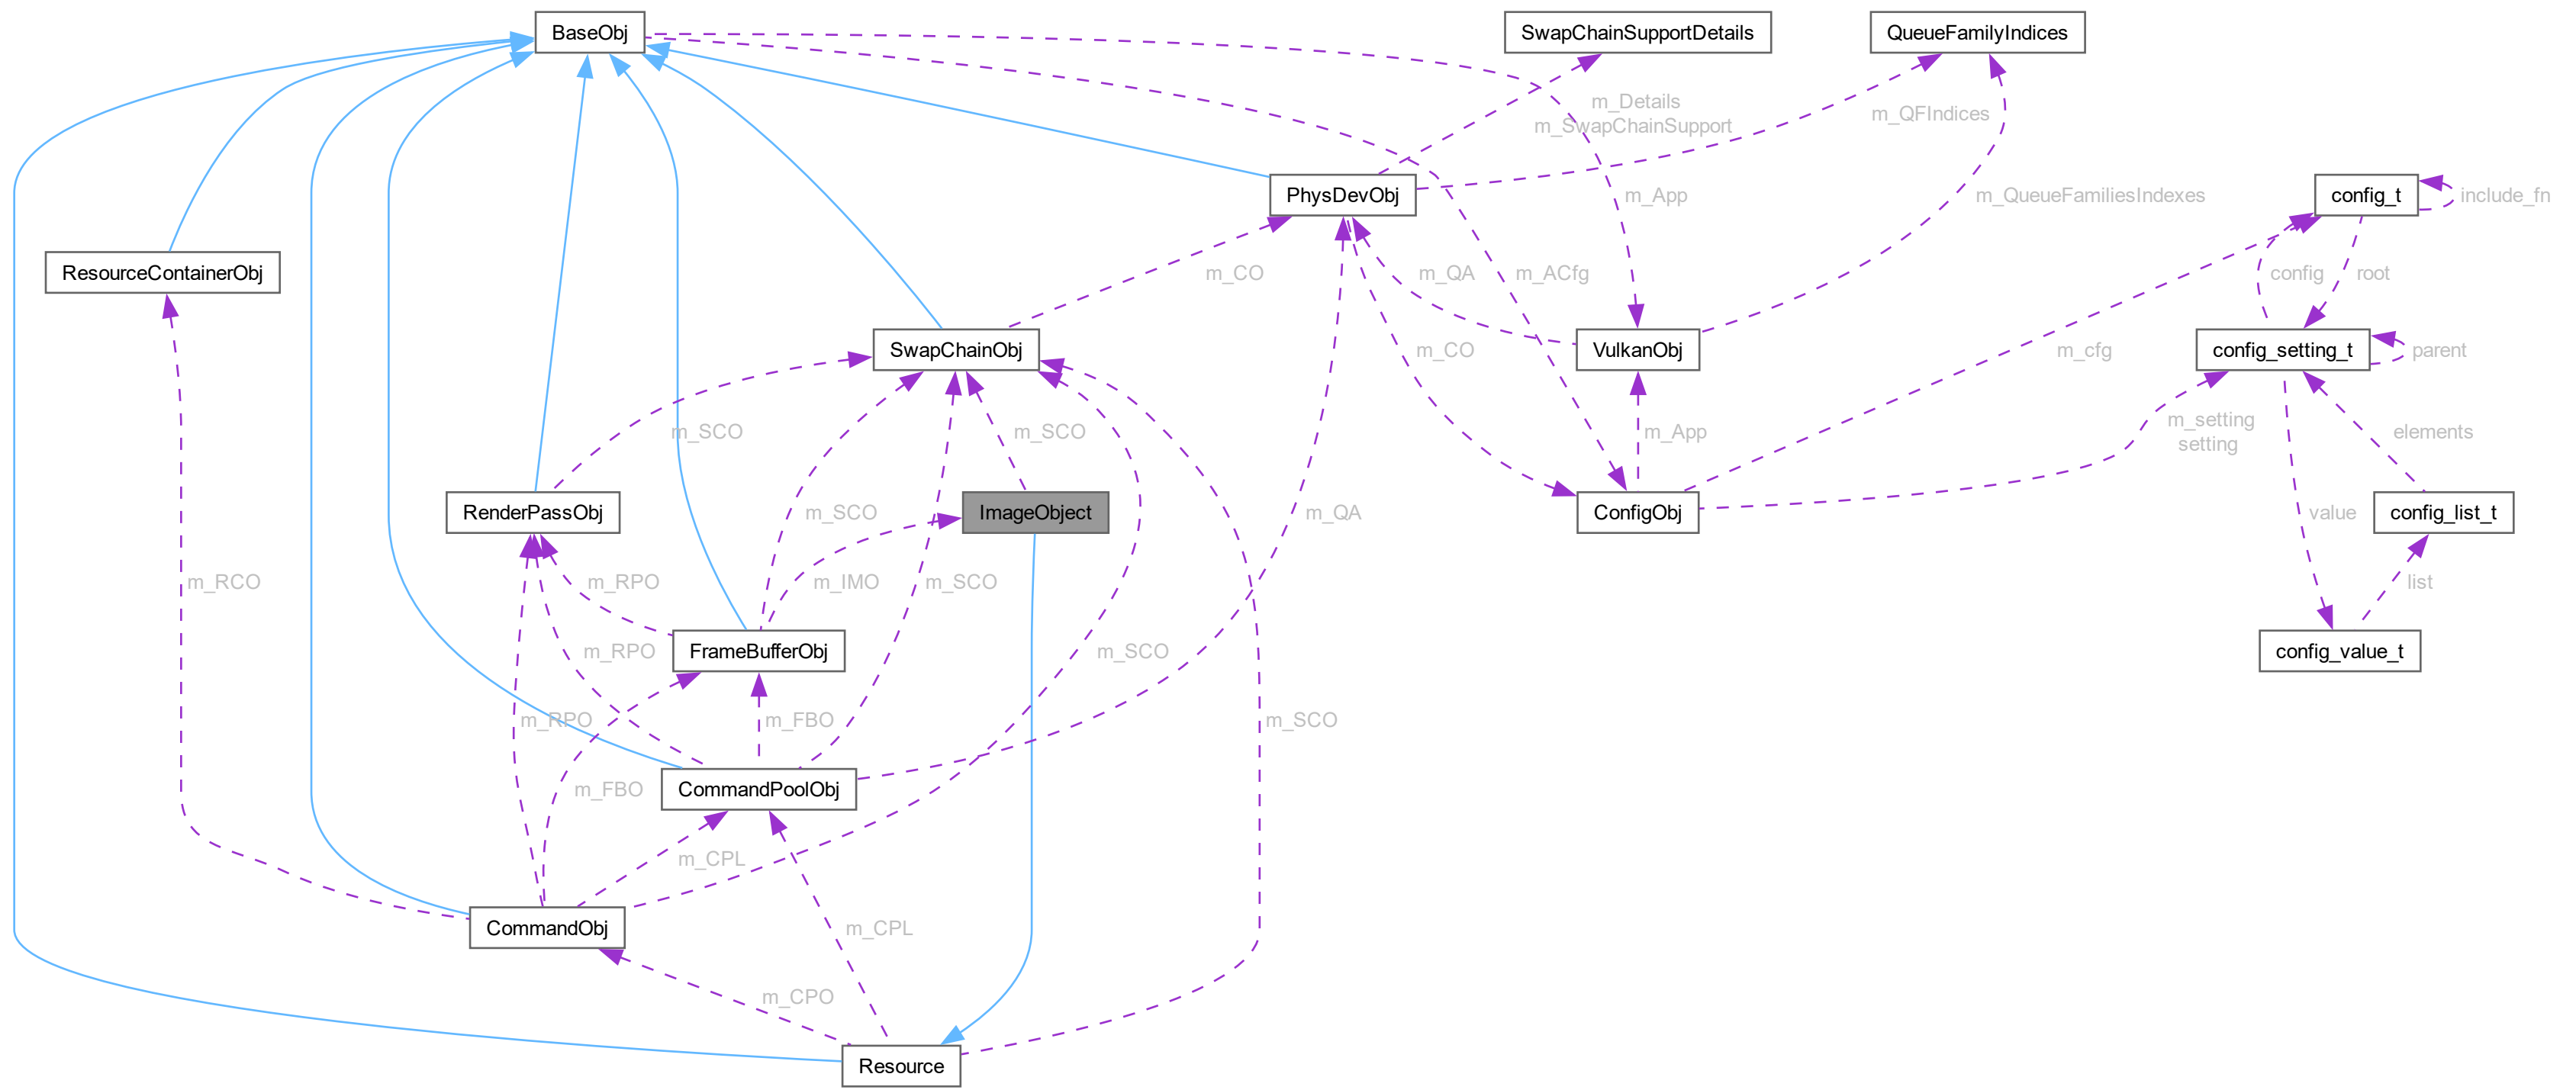 BaseObj
SwapChainSupportDetails
QueueFamilyIndices
m_Details
m_SwapChainSupport
m_QFIndices
PhysDevObj
m_App
m_QueueFamiliesIndexes
config_t
include_fn
ResourceContainerObj
m_CO
m_QA
m_ACfg
config
root
SwapChainObj
m_CO
VulkanObj
m_cfg
config_setting_t
parent
m_SCO
m_SCO
m_App
m_setting
setting
elements
RenderPassObj
m_SCO
ImageObject
m_QA
ConfigObj
value
config_list_t
m_RCO
m_RPO
m_IMO
m_SCO
list
m_RPO
FrameBufferObj
m_SCO
config_value_t
m_RPO
m_FBO
m_SCO
m_FBO
CommandPoolObj
m_CPL
CommandObj
m_CPL
m_CPO
Resource